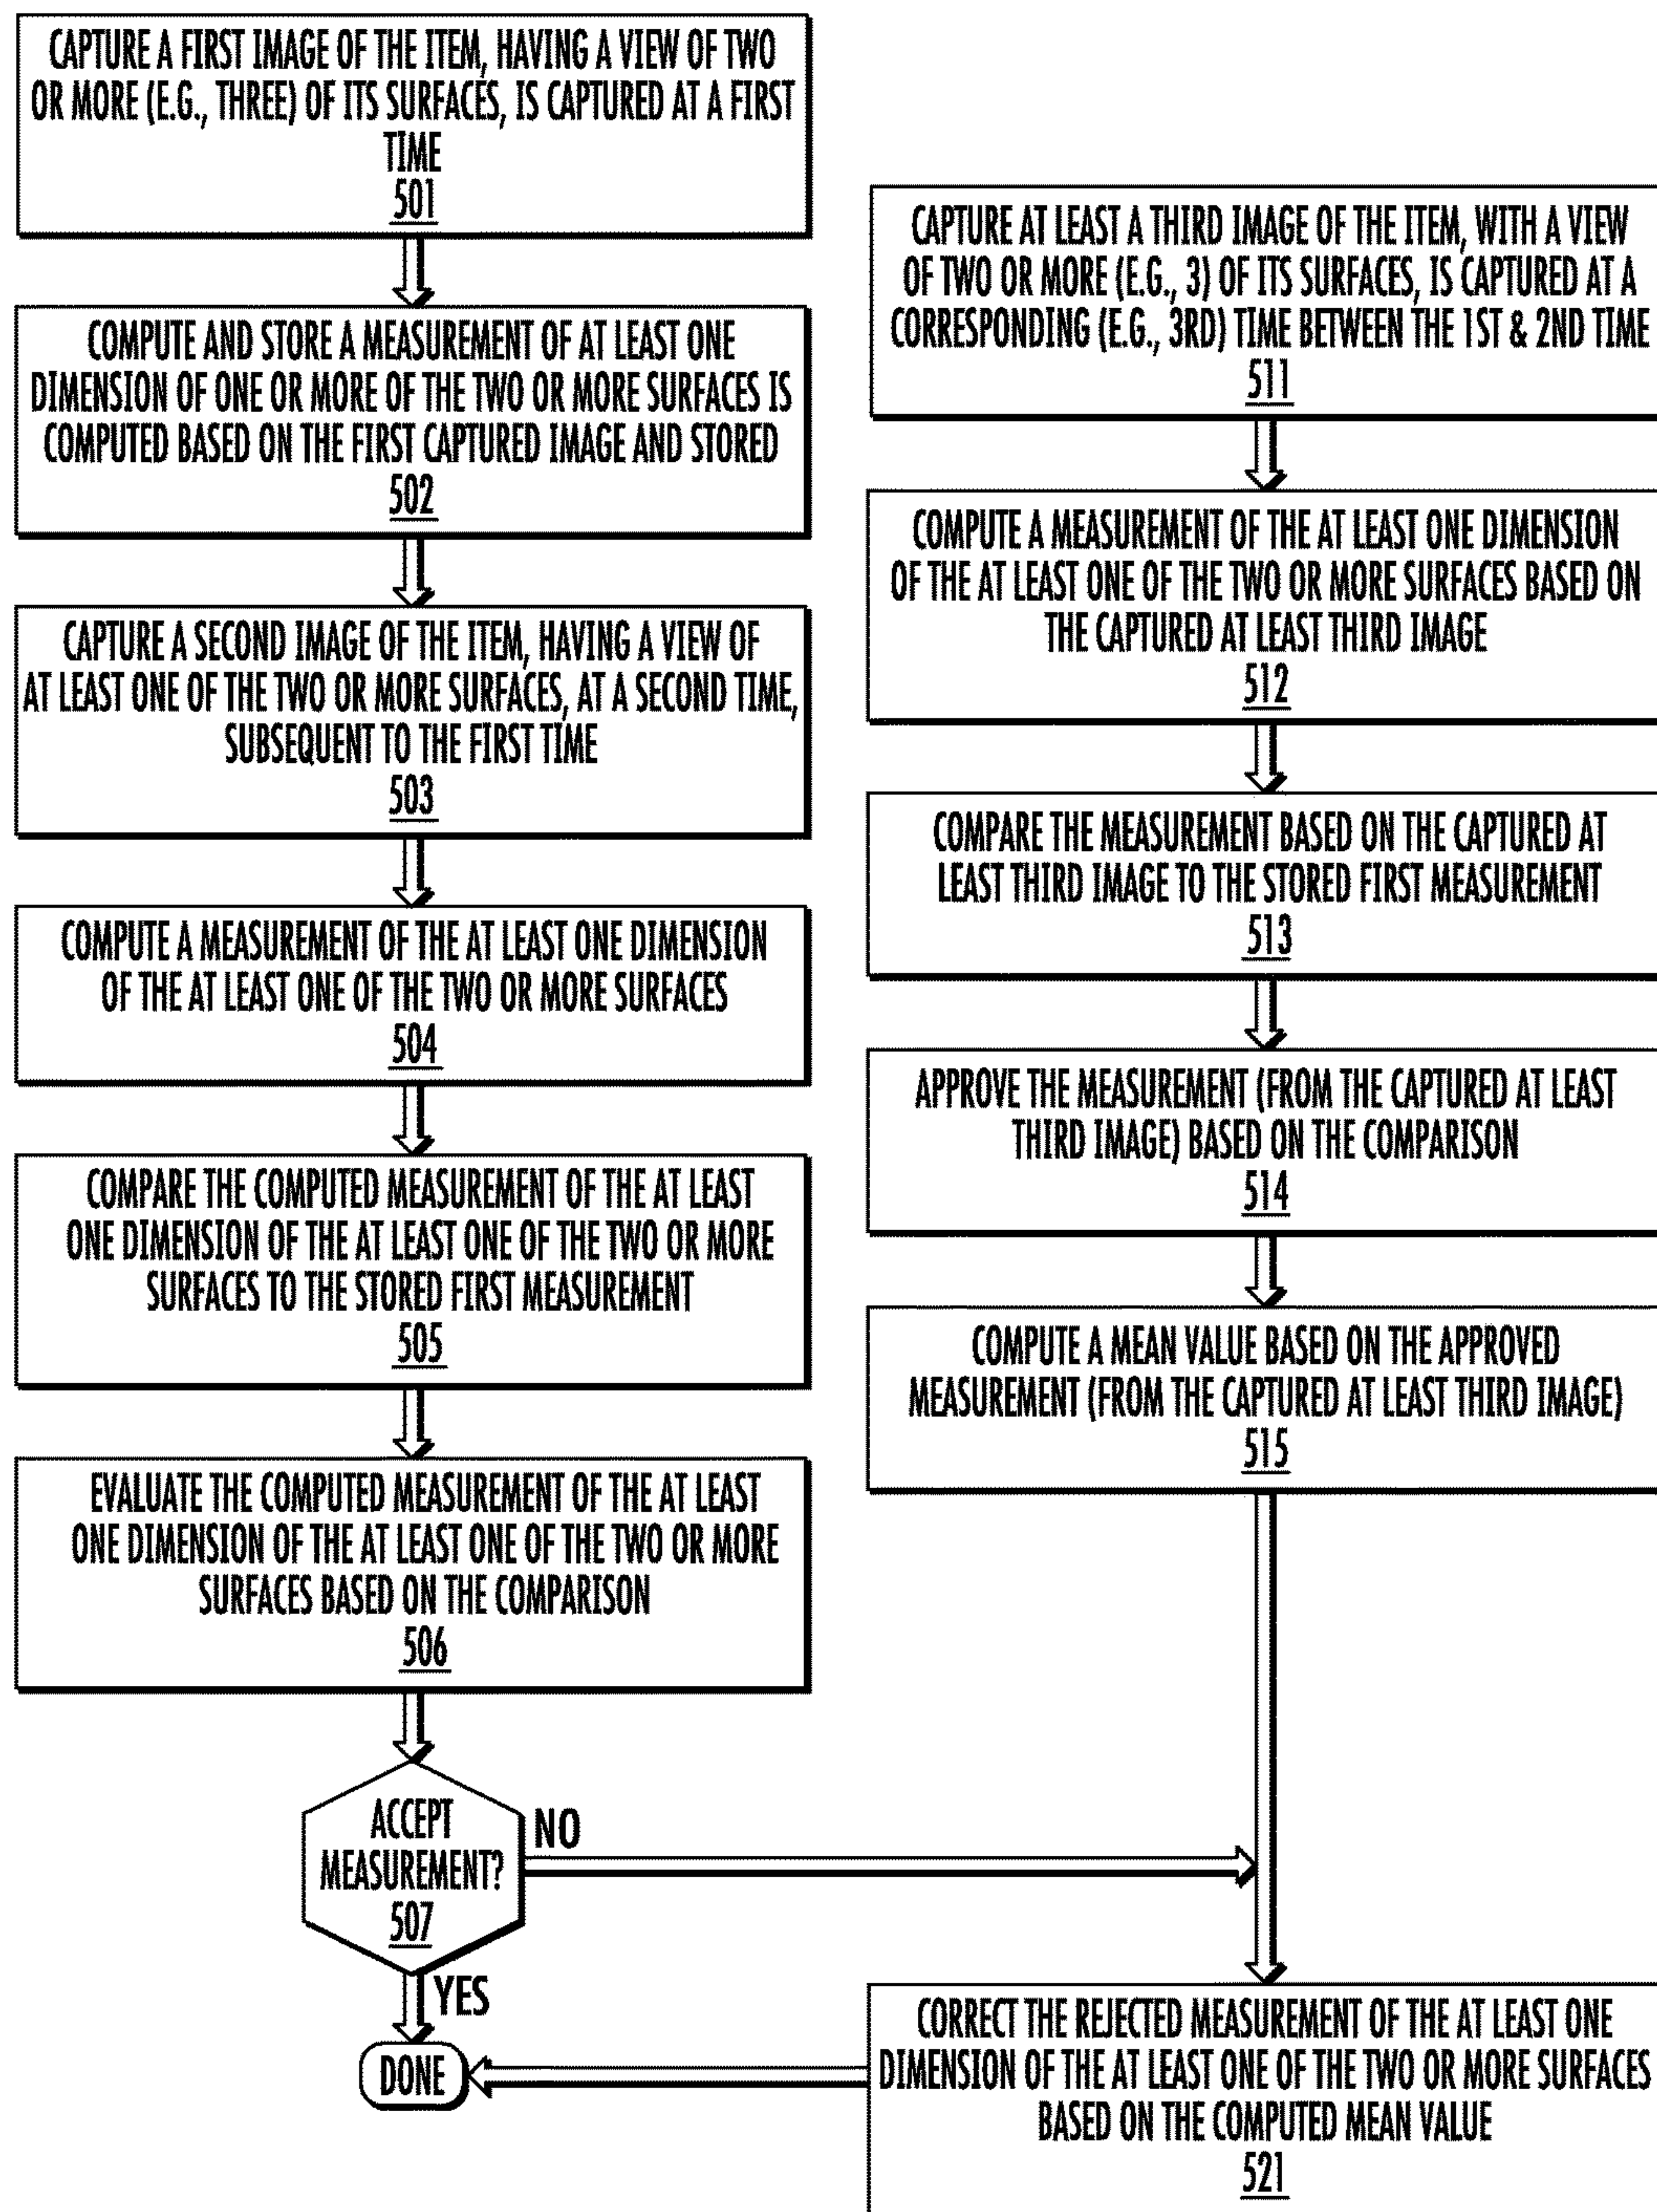 CAPTURE A FIRST IMAGE OF THE ITEM, HAVING A VIEW OF TWO
OR MORE (E.G., THREE) OF ITS SURFACES, IS CAPTURED AT A FIRST
TIME
501
COMPUTE AND STORE A MEASUREMENT OF AT LEAST ONE
DIMENSION OF ONE OR MORE OF THE TWO OR MORE SURFACES IS
COMPUTED BASED ON THE FIRST CAPTURED IMAGE AND STORED
502
CAPTURE A SECOND IMAGE OF THE ITEM, HAVING A VIEW OF
AT LEAST ONE OF THE TWO OR MORE SURFACES, AT A SECOND TIME,
SUBSEQUENT TO THE FIRST TIME
503
COMPUTE A MEASUREMENT OF THE AT LEAST ONE DIMENSION
OF THE AT LEAST ONE OF THE TWO OR MORE SURFACES
504
COMPARE THE COMPUTED MEASUREMENT OF THE AT LEAST
ONE DIMENSION OF THE AT LEAST ONE OF THE TWO OR MORE
SURFACES TO THE STORED FIRST MEASUREMENT
505
EVALUATE THE COMPUTED MEASUREMENT OF THE AT LEAST
ONE DIMENSION OF THE AT LEAST ONE OF THE TWO OR MORE
SURFACES BASED ON THE COMPARISON
506
ACCEPT
MEASUREMENT?
507
NO
YES
DONE
CAPTURE AT LEAST A THIRD IMAGE OF THE ITEM, WITH A VIEW
OF TWO OR MORE (E.G., 3) OF ITS SURFACES, IS CAPTURED AT A
CORRESPONDING (E.G., 3RD) TIME BETWEEN THE 1ST & 2ND TIME
511
COMPUTE A MEASUREMENT OF THE AT LEAST ONE DIMENSION
OF THE AT LEAST ONE OF THE TWO OR MORE SURFACES BASED ON
THE CAPTURED AT LEAST THIRD IMAGE
512
COMPARE THE MEASUREMENT BASED ON THE CAPTURED AT
LEAST THIRD IMAGE TO THE STORED FIRST MEASUREMENT
513
APPROVE THE MEASUREMENT (FROM THE CAPTURED AT LEAST
THIRD IMAGE) BASED ON THE COMPARISON
514
COMPUTE A MEAN VALUE BASED ON THE APPROVED
MEASUREMENT (FROM THE CAPTURED AT LEAST THIRD IMAGE)
515
CORRECT THE REJECTED MEASUREMENT OF THE AT LEAST ONE
DIMENSION OF THE AT LEAST ONE OF THE TWO OR MORE SURFACES
BASED ON THE COMPUTED MEAN VALUE
521